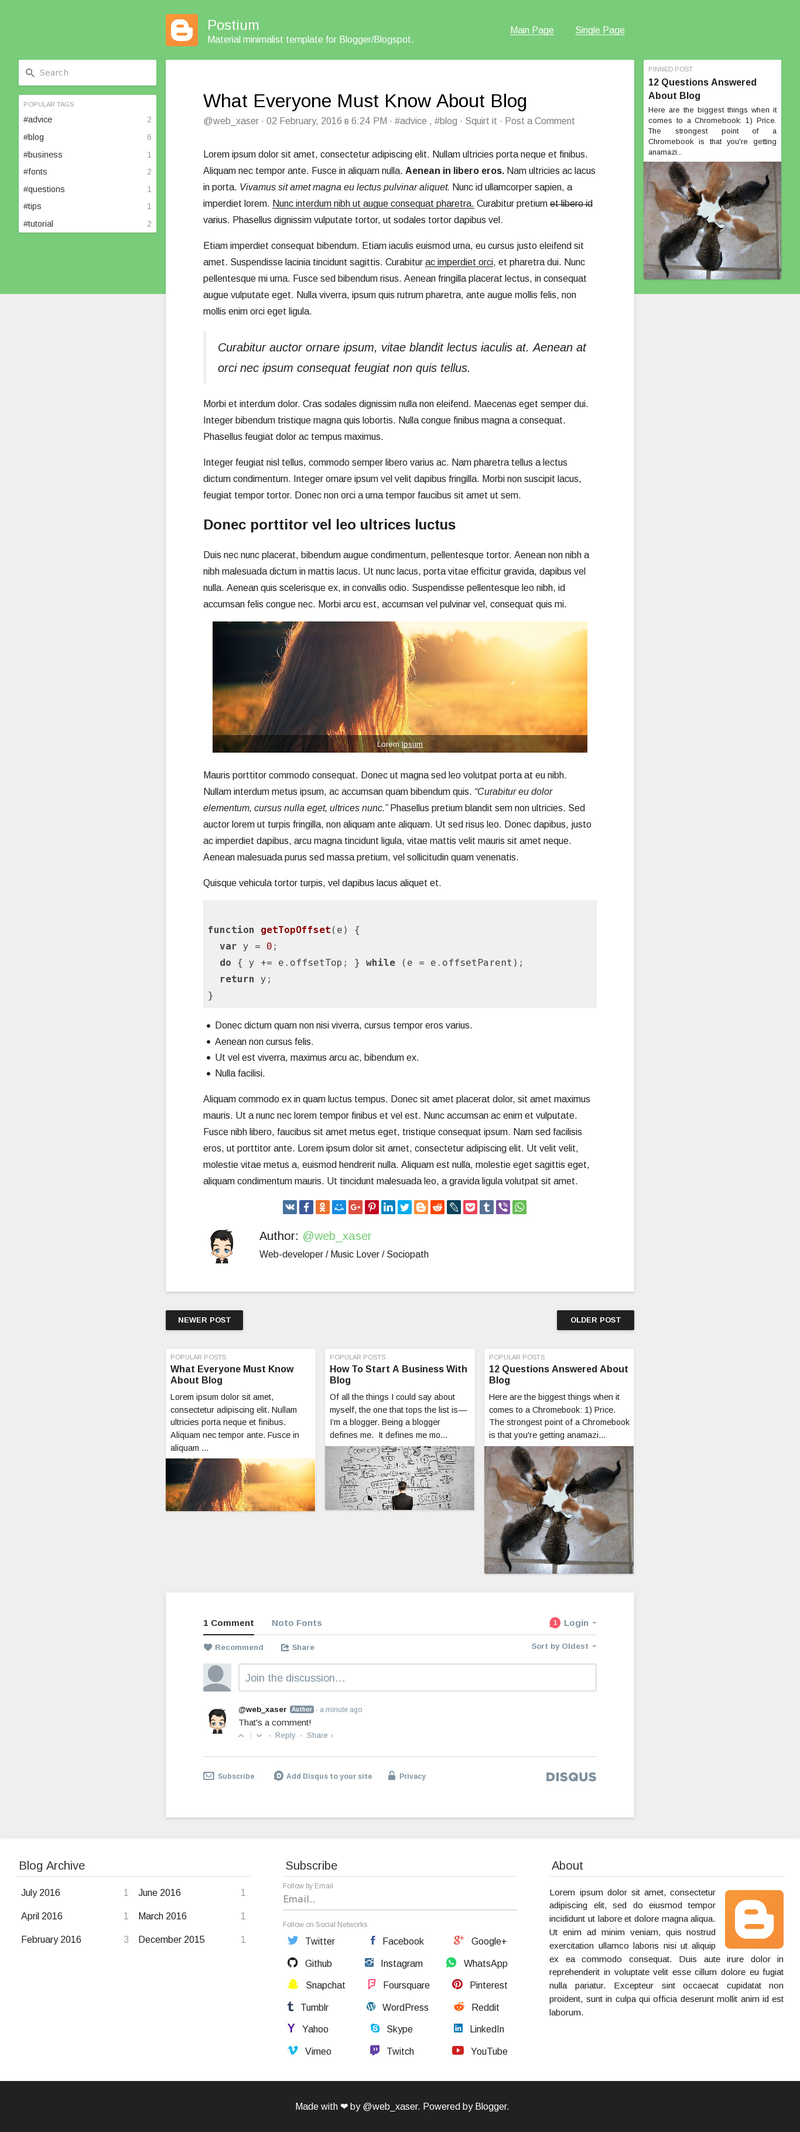 Postium
Material minimalist template for Blogger/Blogspot.
Main Page
Single Page
Search
POPULAR TAGS
#advice 2
#blog 6
#business 1
#fonts 2
#questions 1
#tips 1
#tutorial 2
What Everyone Must Know About Blog
@web_xaser · 02 February, 2016 в 6:24 PM · #advice , #blog · Squirt it · Post a Comment
Lorem ipsum dolor sit amet, consectetur adipiscing elit. Nullam ultricies porta neque et finibus.
Aliquam nec tempor ante. Fusce in aliquam nulla. Aenean in libero eros. Nam ultricies ac lacus
in porta. Vivamus sit amet magna eu lectus pulvinar aliquet. Nunc id ullamcorper sapien, a
imperdiet lorem. Nunc interdum nibh ut augue consequat pharetra. Curabitur pretium et libero id
varius. Phasellus dignissim vulputate tortor, ut sodales tortor dapibus vel.
Etiam imperdiet consequat bibendum. Etiam iaculis euismod urna, eu cursus justo eleifend sit
amet. Suspendisse lacinia tincidunt sagittis. Curabitur ac imperdiet orci, et pharetra dui. Nunc
pellentesque mi urna. Fusce sed bibendum risus. Aenean fringilla placerat lectus, in consequat
augue vulputate eget. Nulla viverra, ipsum quis rutrum pharetra, ante augue mollis felis, non
mollis enim orci eget ligula.
Curabitur auctor ornare ipsum, vitae blandit lectus iaculis at. Aenean at
orci nec ipsum consequat feugiat non quis tellus.
Morbi et interdum dolor. Cras sodales dignissim nulla non eleifend. Maecenas eget semper dui.
Integer bibendum tristique magna quis lobortis. Nulla congue finibus magna a consequat.
Phasellus feugiat dolor ac tempus maximus.
Integer feugiat nisl tellus, commodo semper libero varius ac. Nam pharetra tellus a lectus
dictum condimentum. Integer ornare ipsum vel velit dapibus fringilla. Morbi non suscipit lacus,
feugiat tempor tortor. Donec non orci a urna tempor faucibus sit amet ut sem.
Donec porttitor vel leo ultrices luctus
Duis nec nunc placerat, bibendum augue condimentum, pellentesque tortor. Aenean non nibh a
nibh malesuada dictum in mattis lacus. Ut nunc lacus, porta vitae efficitur gravida, dapibus vel
nulla. Aenean quis scelerisque ex, in convallis odio. Suspendisse pellentesque leo nibh, id
accumsan felis congue nec. Morbi arcu est, accumsan vel pulvinar vel, consequat quis mi.
Lorem Ipsum
Mauris porttitor commodo consequat. Donec ut magna sed leo volutpat porta at eu nibh.
Nullam interdum metus ipsum, ac accumsan quam bibendum quis. "Curabitur eu dolor
elementum, cursus nulla eget, ultrices nunc." Phasellus pretium blandit sem non ultricies. Sed
auctor lorem ut turpis fringilla, non aliquam ante aliquam. Ut sed risus leo. Donec dapibus, justo
ac imperdiet dapibus, arcu magna tincidunt ligula, vitae mattis velit mauris sit amet neque.
Aenean malesuada purus sed massa pretium, vel sollicitudin quam venenatis.
Quisque vehicula tortor turpis, vel dapibus lacus aliquet et.
function getTopOffset(e) {
var y = 0;
do { y += e.offsetTop; } while (e = e.offsetParent);
return y;
}
Donec dictum quam non nisi viverra, cursus tempor eros varius.
Aenean non cursus felis.
Ut vel est viverra, maximus arcu ac, bibendum ex.
Nulla facilisi.
Aliquam commodo ex in quam luctus tempus. Donec sit amet placerat dolor, sit amet maximus
mauris. Ut a nunc nec lorem tempor finibus et vel est. Nunc accumsan ac enim et vulputate.
Fusce nibh libero, faucibus sit amet metus eget, tristique consequat ipsum. Nam sed facilisis
eros, ut porttitor ante. Lorem ipsum dolor sit amet, consectetur adipiscing elit. Ut velit velit,
molestie vitae metus a, euismod hendrerit nulla. Aliquam est nulla, molestie eget sagittis eget,
aliquam condimentum mauris. Ut tincidunt malesuada leo, a gravida ligula volutpat sit amet.
Author: @web_xaser
Web-developer / Music Lover / Sociopath
PINNED POST
12 Questions Answered
About Blog
Here are the biggest things when it
comes to a Chromebook: 1) Price.
The strongest point of a
Chromebook is that you're getting
anamazi...
NEWER POST
OLDER POST
POPULAR POSTS
What Everyone Must Know
About Blog
Lorem ipsum dolor sit amet,
consectetur adipiscing elit. Nullam
ultricies porta neque et finibus.
Aliquam nec tempor ante. Fusce in
aliquam ...
POPULAR POSTS
How To Start A Business With
Blog
Of all the things I could say about
myself, the one that tops the list is—
I'm a blogger. Being a blogger
defines me. It defines me mo...
POPULAR POSTS
12 Questions Answered About
Blog
Here are the biggest things when it
comes to a Chromebook: 1) Price.
The strongest point of a Chromebook
is that you're getting anamazi...
1 Comment
Noto Fonts
1 Login
Recommend
Share
Sort by Oldest
Join the discussion...
@web_xaser Author · a minute ago
That's a comment!
Reply · Share ›
Subscribe
Add Disqus to your site
Privacy
DISQUS
Blog Archive
July 2016 1
June 2016 1
April 2016 1
March 2016 1
February 2016 3
December 2015 1
Subscribe
Follow by Email
Email..
Follow on Social Networks
Twitter
Facebook
Google+
Github
Instagram
WhatsApp
Snapchat
Foursquare
Pinterest
Tumblr
WordPress
Reddit
Yahoo
Skype
LinkedIn
Vimeo
Twitch
YouTube
About
Lorem ipsum dolor sit amet, consectetur
adipiscing elit, sed do eiusmod tempor
incididunt ut labore et dolore magna aliqua.
Ut enim ad minim veniam, quis nostrud
exercitation ullamco laboris nisi ut aliquip
ex ea commodo consequat. Duis aute irure dolor in
reprehenderit in voluptate velit esse cillum dolore eu fugiat
nulla pariatur. Excepteur sint occaecat cupidatat non
proident, sunt in culpa qui officia deserunt mollit anim id est
laborum.
Made with ❤ by @web_xaser. Powered by Blogger.